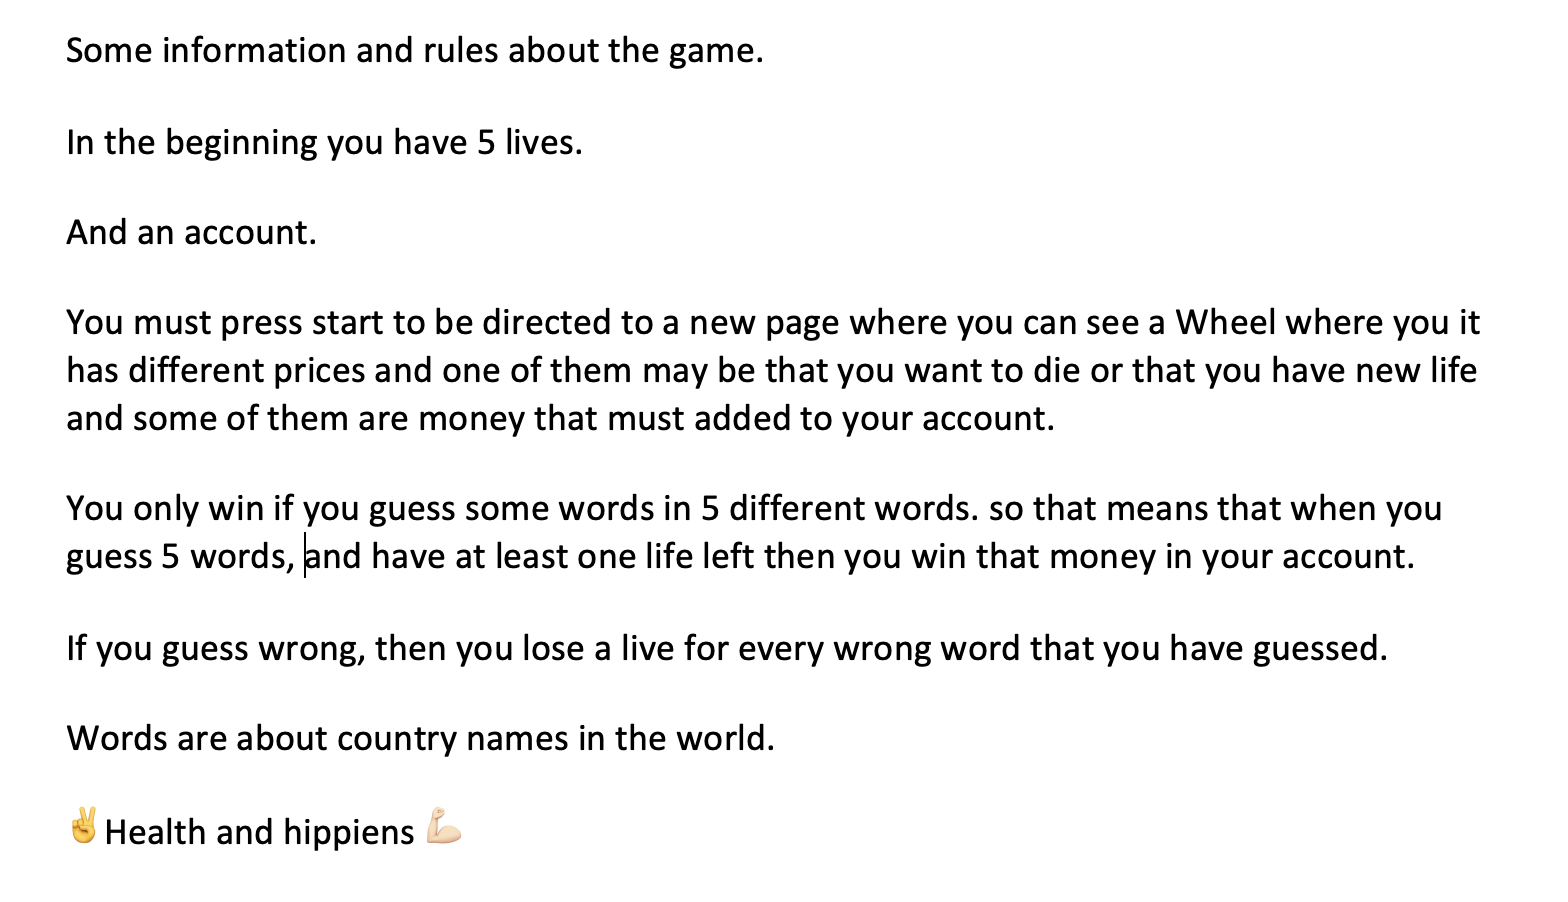 Some information and rules about the game.
In the beginning you have 5 lives.
And an account.
You must press start to be directed to a new page where you can see a Wheel where you it
has different prices and one of them may be that you want to die or that you have new life
and some of them are money that must added to your account.
You only win if you guess some words in 5 different words. so that means that when you
guess 5 words, and have at least one life left then you win that money in your account.
If you guess wrong, then you lose a live for every wrong word that you have guessed.
Words are about country names in the world.
✌️Health and hippiens 💪🏻